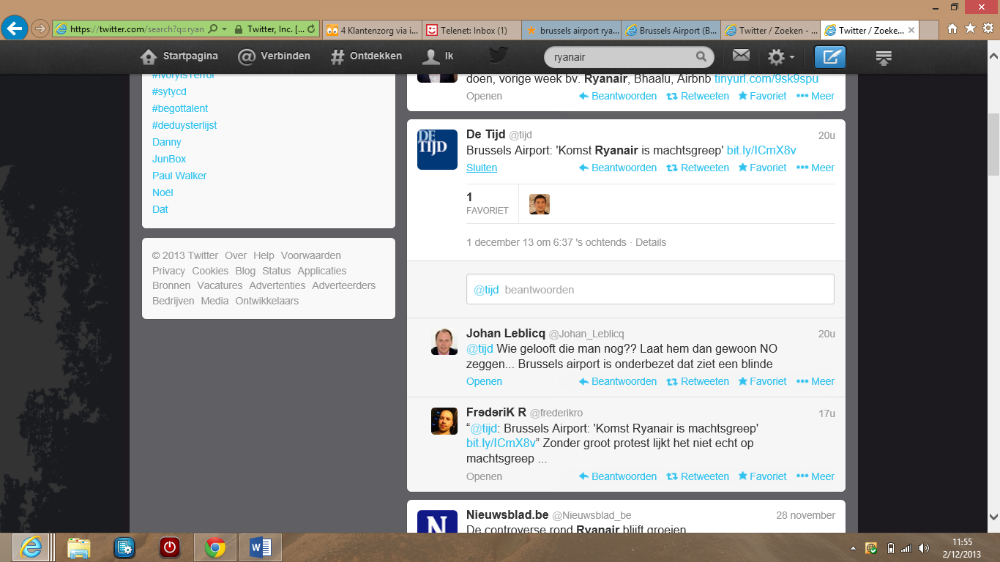 https://twitter.com/search?q=ryan
Twitter, Inc. [...
4 Klantenzorg via i...
Telenet: Inbox (1)
brussels airport rya...
Brussels Airport (B...
Twitter / Zoeken - ...
Twitter / Zoeke...
Startpagina
Verbinden
Ontdekken
Ik
ryanair
#IvoryIsTerror
#sytycd
#begottalent
#deduysterlijst
Danny
JunBox
Paul Walker
Noël
Dat
© 2013 Twitter Over Help Voorwaarden
Privacy Cookies Blog Status Applicaties
Bronnen Vacatures Advertenties Adverteerders
Bedrijven Media Ontwikkelaars
doen, vorige week bv. Ryanair, Bhaalu, Airbnb tinyurl.com/9sk9spu
Openen Beantwoorden Retweeten Favoriet Meer
DE TIJD
De Tijd @tijd 20u
Brussels Airport: 'Komst Ryanair is machtsgreep' bit.ly/ICmX8v
Sluiten Beantwoorden Retweeten Favoriet Meer
1
FAVORIET
1 december 13 om 6:37 's ochtends · Details
@tijd beantwoorden
Johan Leblicq @Johan_Leblicq 20u
@tijd Wie gelooft die man nog?? Laat hem dan gewoon NO
zeggen... Brussels airport is onderbezet dat ziet een blinde
Openen Beantwoorden Retweeten Favoriet Meer
FrədəriK R @frederikro 17u
“@tijd: Brussels Airport: 'Komst Ryanair is machtsgreep'
bit.ly/ICmX8v” Zonder groot protest lijkt het niet echt op
machtsgreep ...
Openen Beantwoorden Retweeten Favoriet Meer
N
Nieuwsblad.be @Nieuwsblad_be 28 november
De controverse rond Ryanair blijft groeien
11:55
2/12/2013